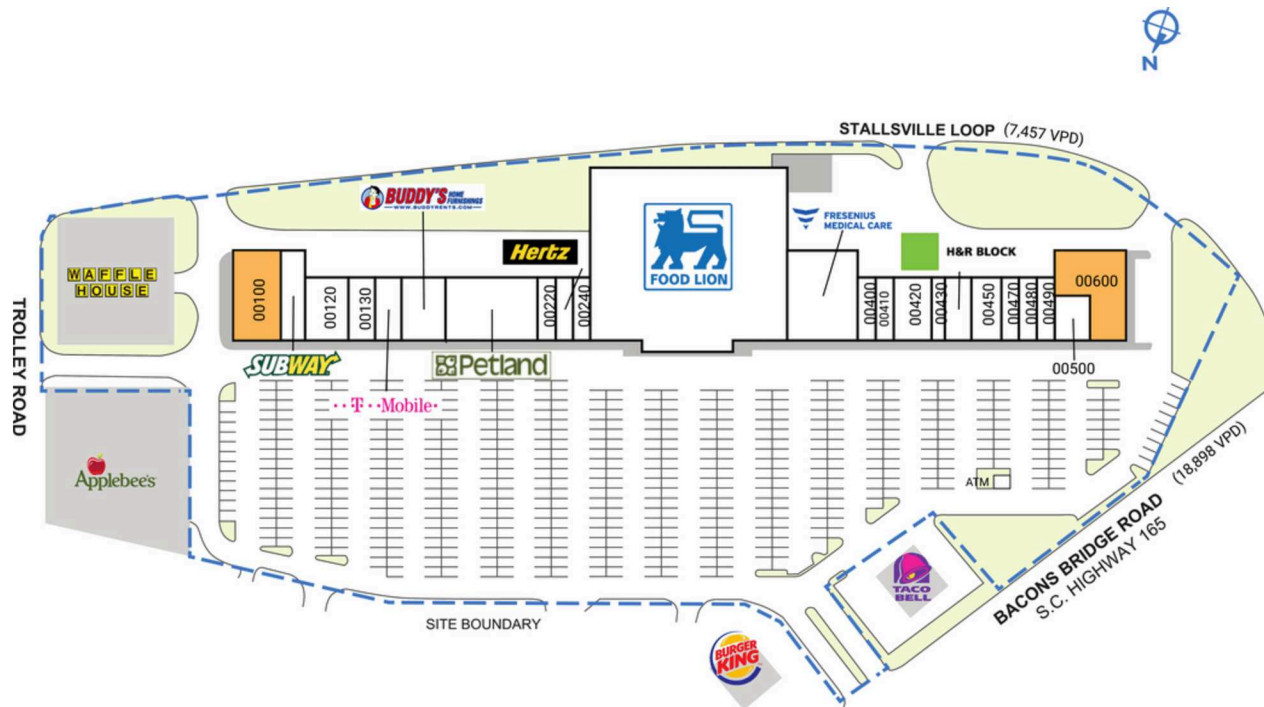 N
STALLSVILLE LOOP (7,457 VPD)
BUDDY'S HOME FURNISHINGS
WWW.BUDDYRENTS.COM
Hertz
FOOD LION
FRESENIUS
MEDICAL CARE
H&R BLOCK
WAFFLE
HOUSE
TROLLEY ROAD
00100
00120
00130
00220
00240
00400
00410
00420
00430
00450
00470
00480
00490
00600
00500
SUBWAY
Petland
T Mobile
Applebee's
ATM
(18,898 VPD)
BACONS BRIDGE ROAD
S.C. HIGHWAY 165
TACO
BELL
SITE BOUNDARY
BURGER
KING